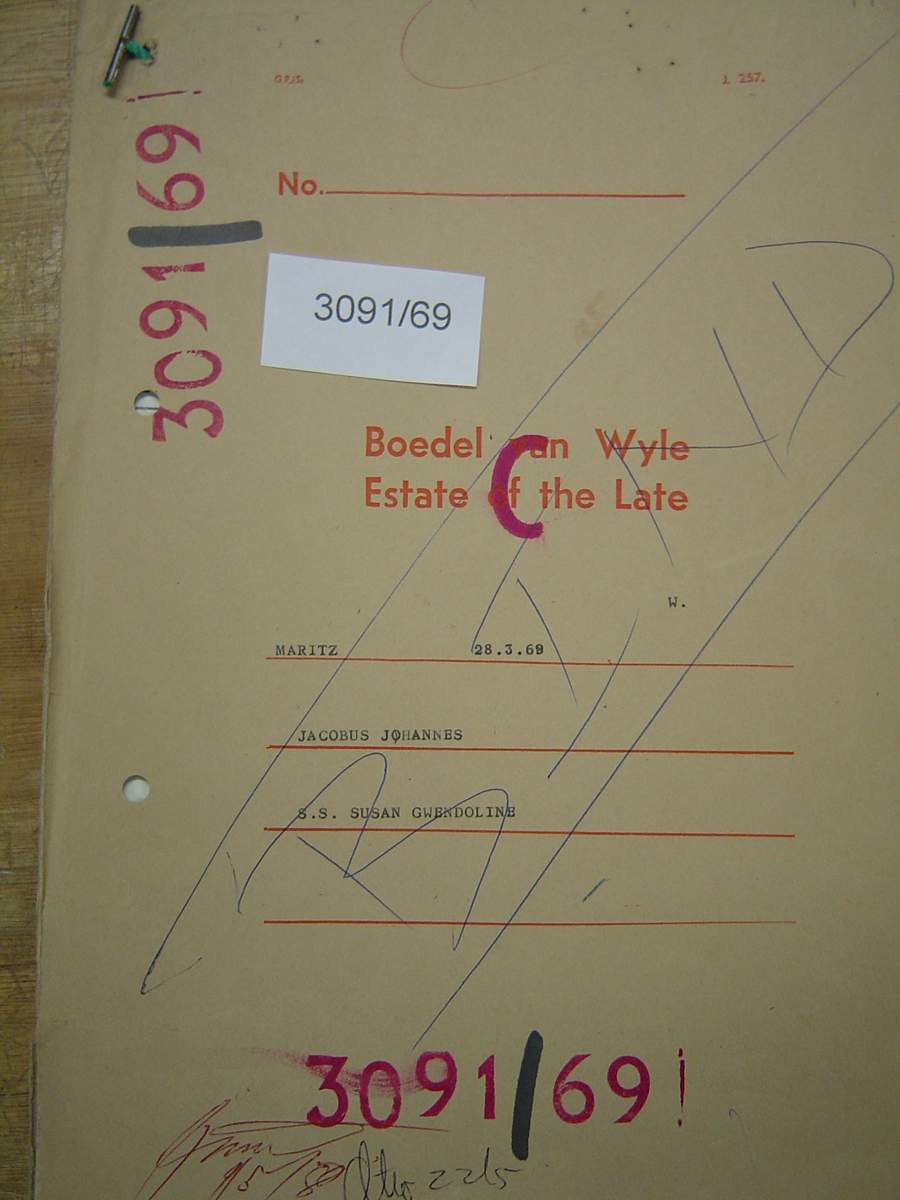 G.P.-S.
J. 257.
3091/69!
No.
3091/69
Boedel van Wyle
Estate of the Late
C
W.
MARITZ 28.3.69
JACOBUS JOHANNES
S.S. SUSAN GWENDOLINE
3091/69!